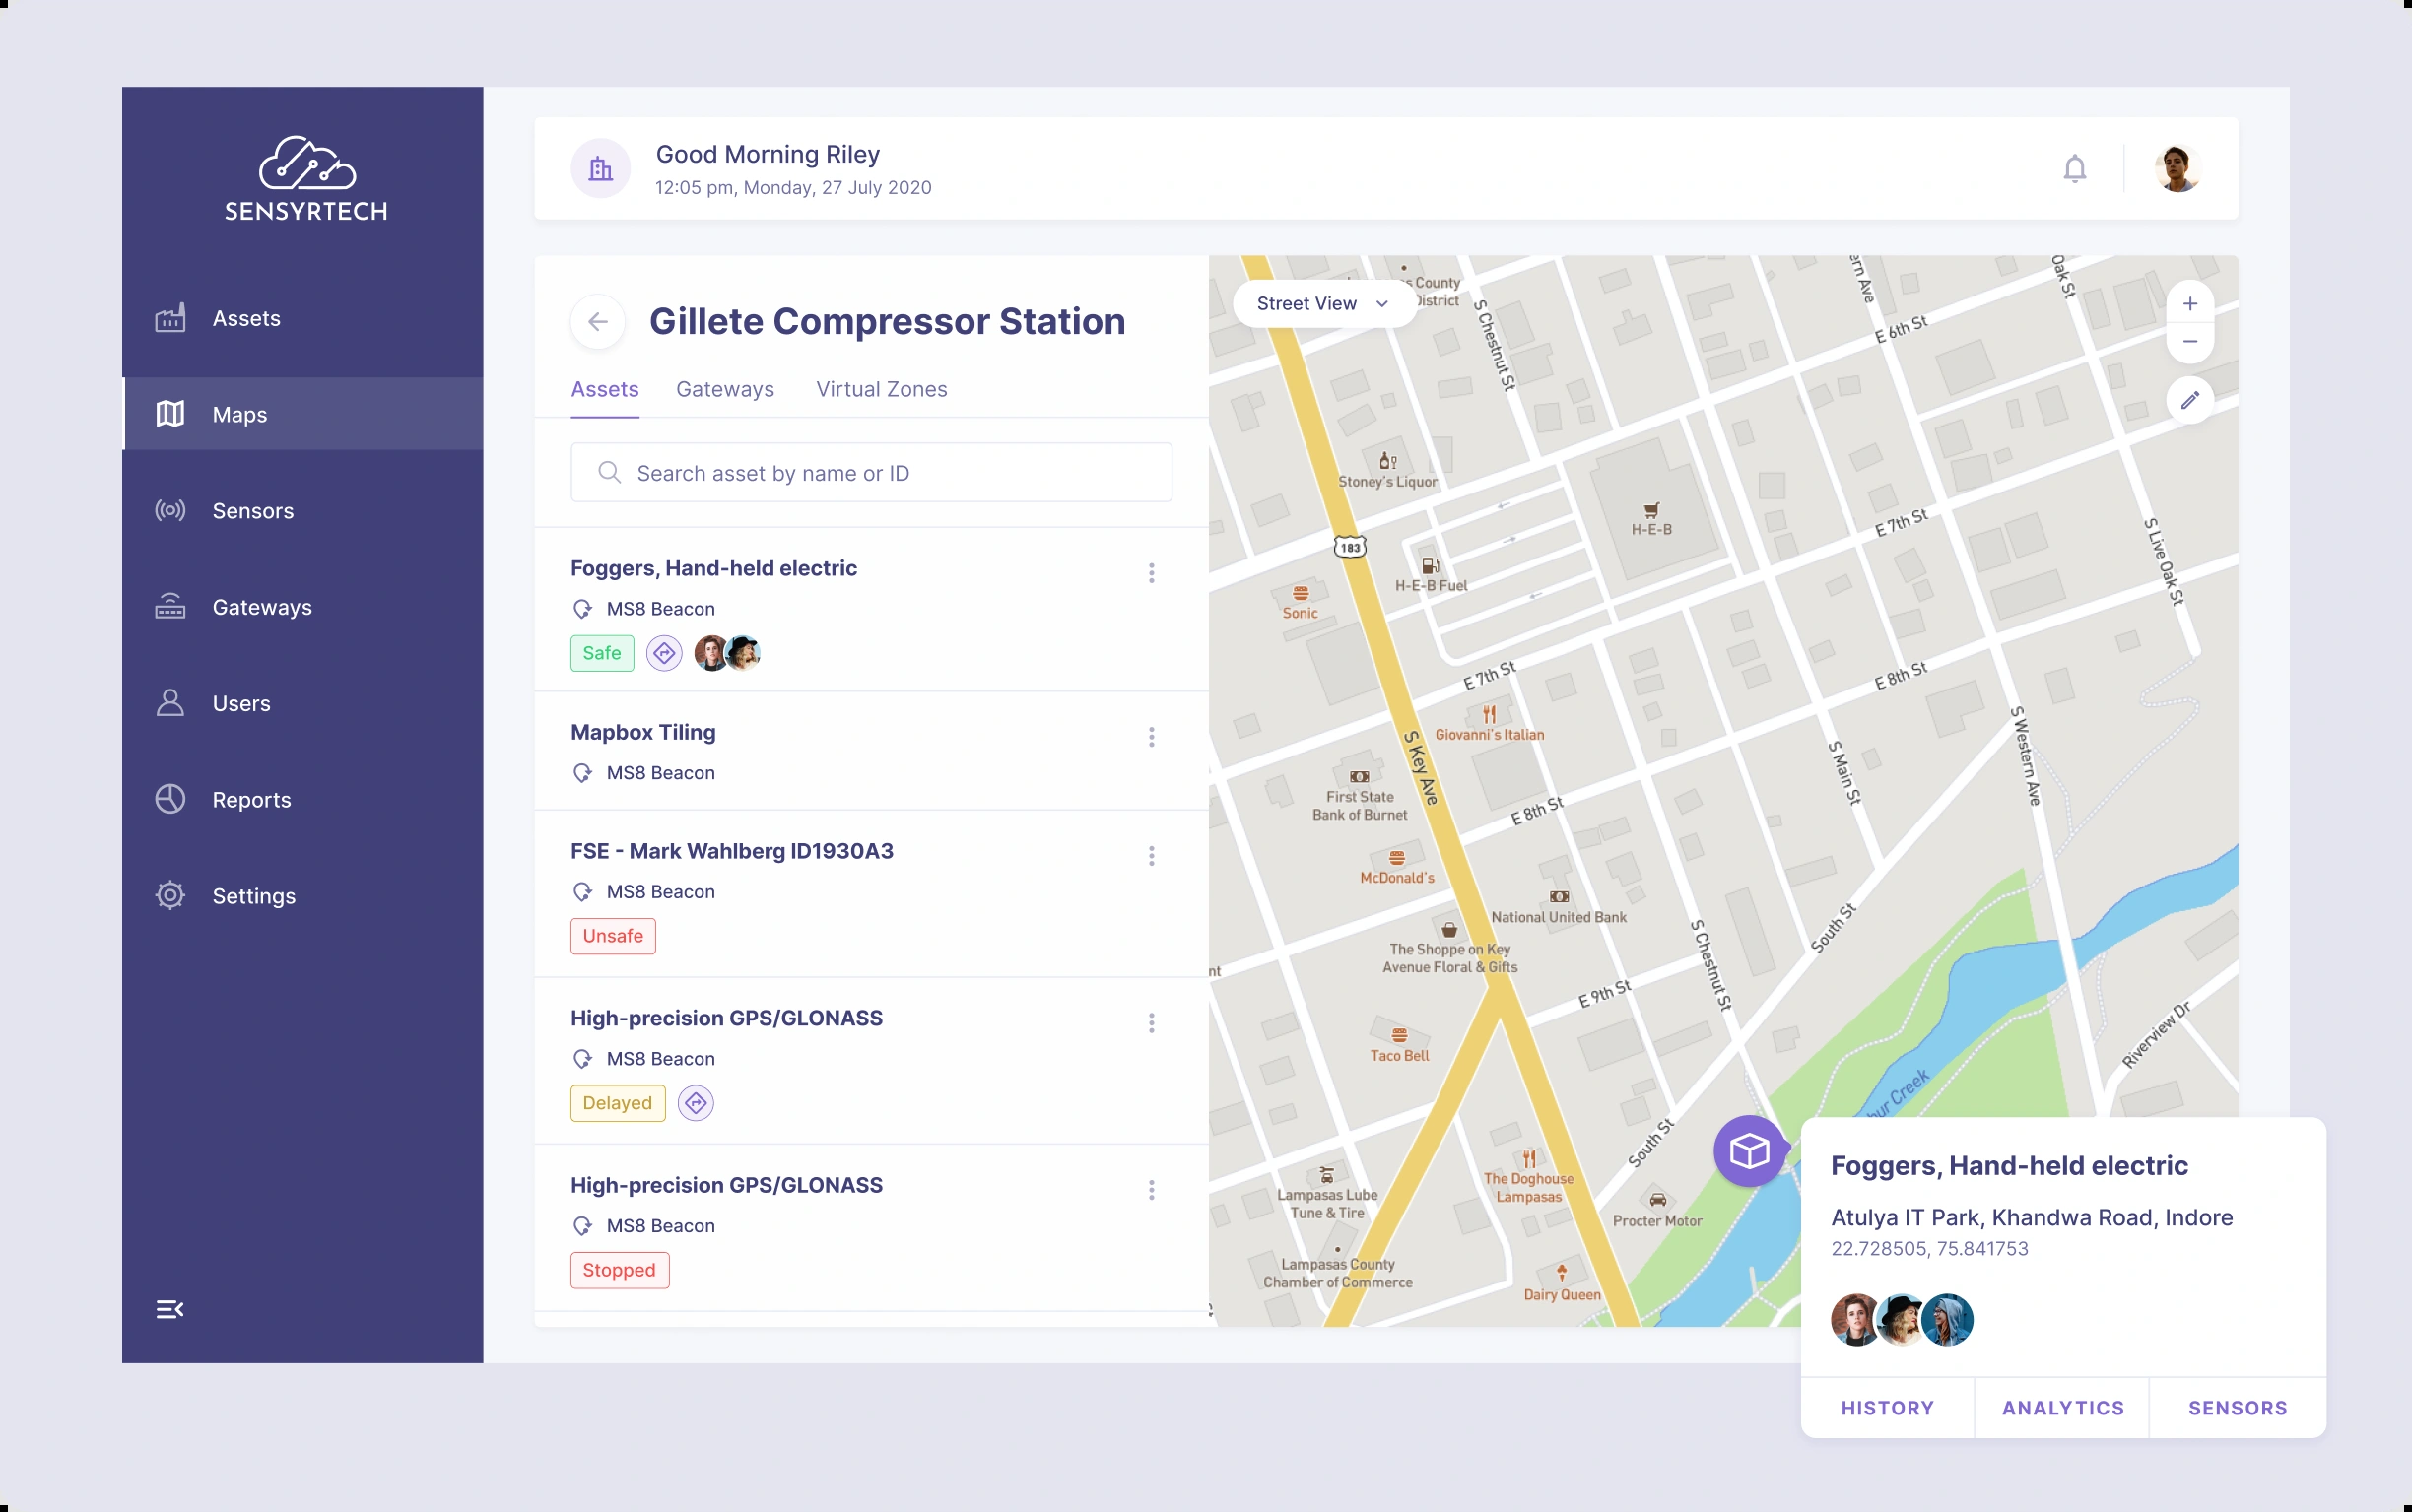 SENSYRTECH
Assets
Maps
Sensors
Gateways
Users
Reports
Settings
Good Morning Riley
12:05 pm, Monday, 27 July 2020
Gillete Compressor Station
Assets
Gateways
Virtual Zones
Search asset by name or ID
Foggers, Hand-held electric
MS8 Beacon
Safe
Mapbox Tiling
MS8 Beacon
FSE - Mark Wahlberg ID1930A3
MS8 Beacon
Unsafe
High-precision GPS/GLONASS
MS8 Beacon
Delayed
High-precision GPS/GLONASS
MS8 Beacon
Stopped
Street View
County
District
S Chestnut St
E 6th St
Stoney's Liquor
H-E-B
183
H-E-B Fuel
Sonic
E 7th St
S Live Oak St
E 7th St
E 8th St
Giovanni's Italian
S Key Ave
First State
Bank of Burnet
E 8th St
S Main St
S Western Ave
McDonald's
National United Bank
The Shoppe on Key
Avenue Floral & Gifts
S Chestnut St
South St
E 9th St
Taco Bell
Riverview Dr
Creek
South St
Lampasas Lube
Tune & Tire
The Doghouse
Lampasas
Procter Motor
Lampasas County
Chamber of Commerce
Dairy Queen
Oak St
Foggers, Hand-held electric
Atulya IT Park, Khandwa Road, Indore
22.728505, 75.841753
HISTORY
ANALYTICS
SENSORS